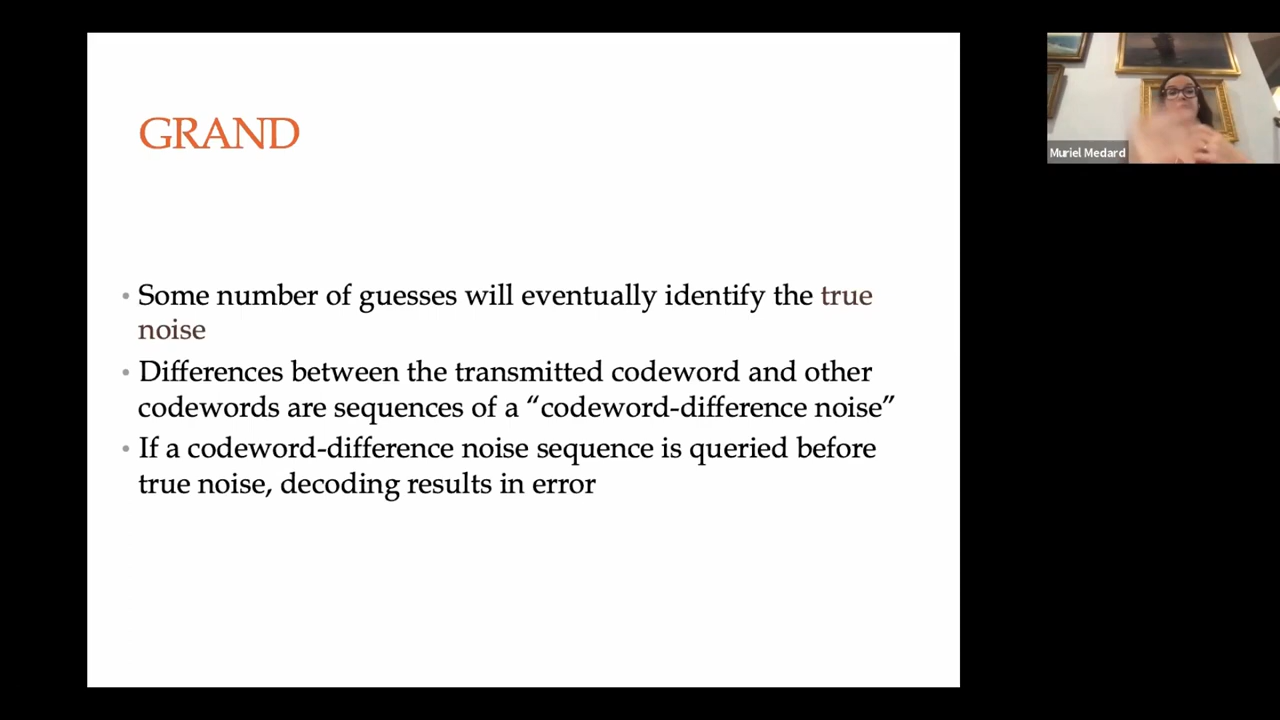 GRAND
• Some number of guesses will eventually identify the true
noise
• Differences between the transmitted codeword and other
codewords are sequences of a “codeword-difference noise”
• If a codeword-difference noise sequence is queried before
true noise, decoding results in error
Muriel Medard